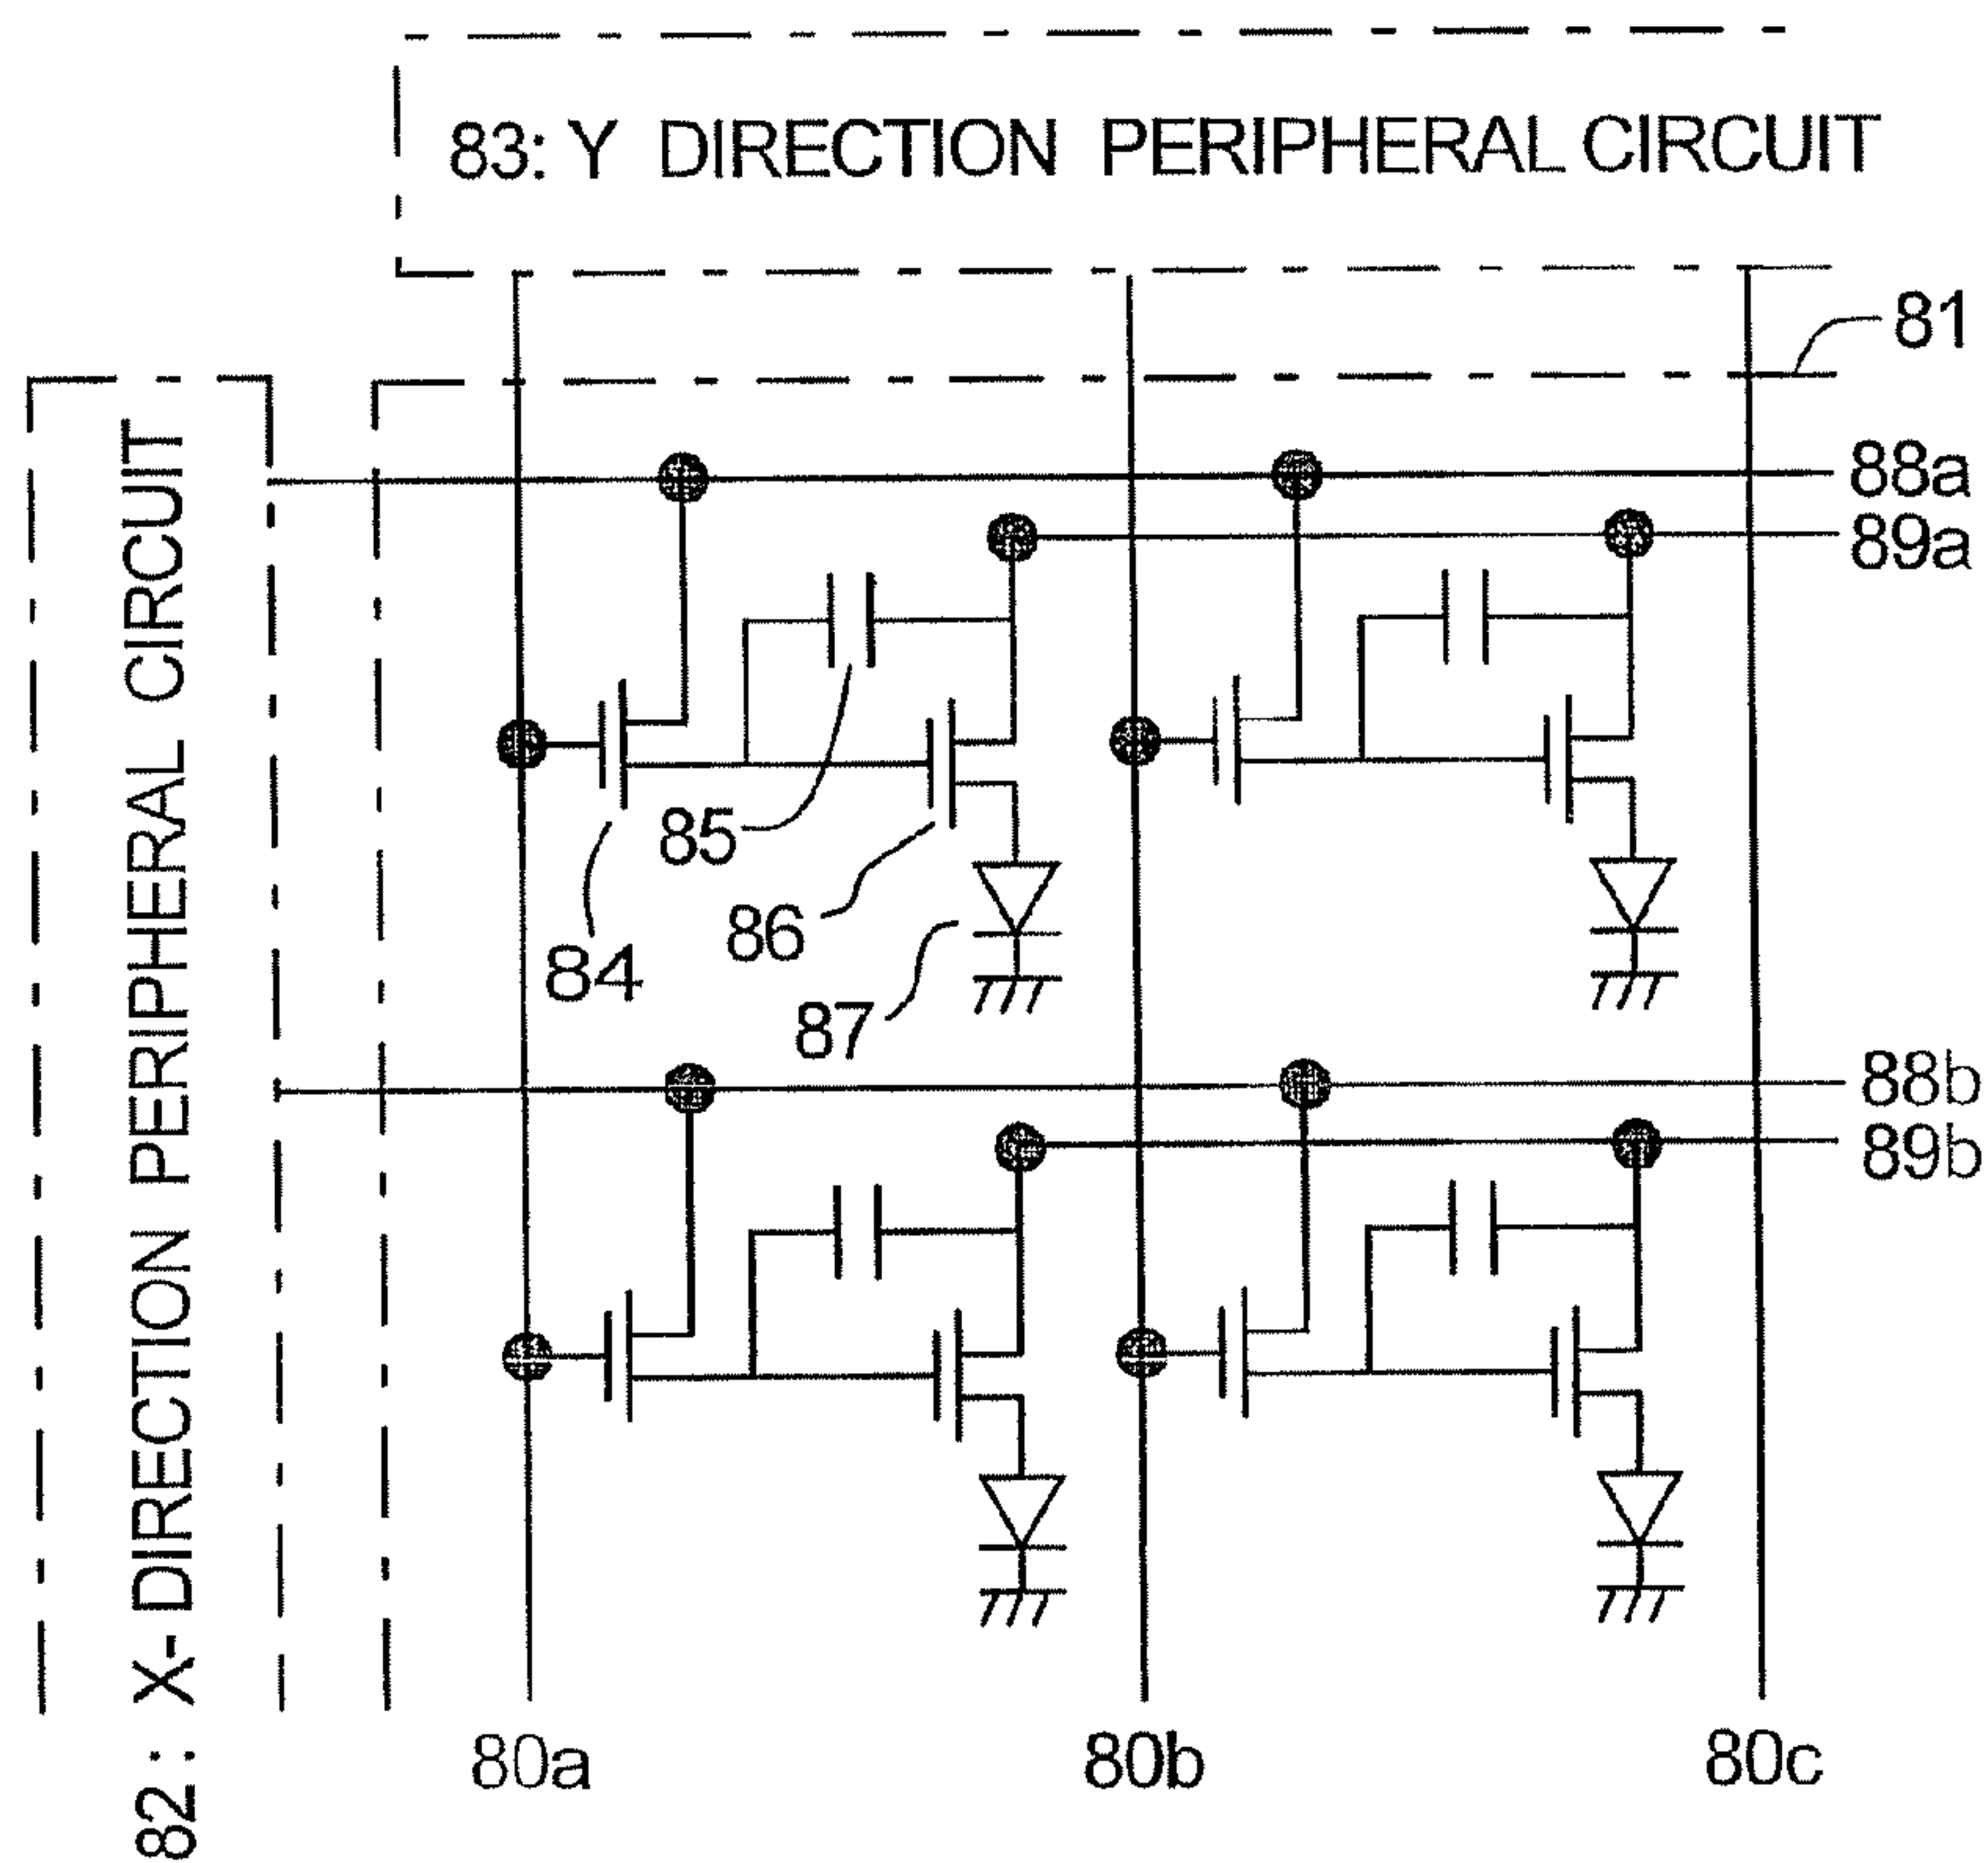 83: Y DIRECTION PERIPHERAL CIRCUIT
81
82: X-DIRECTION PERIPHERAL CIRCUIT
88a
89a
85
84
86
87
88b
89b
80a
80b
80c